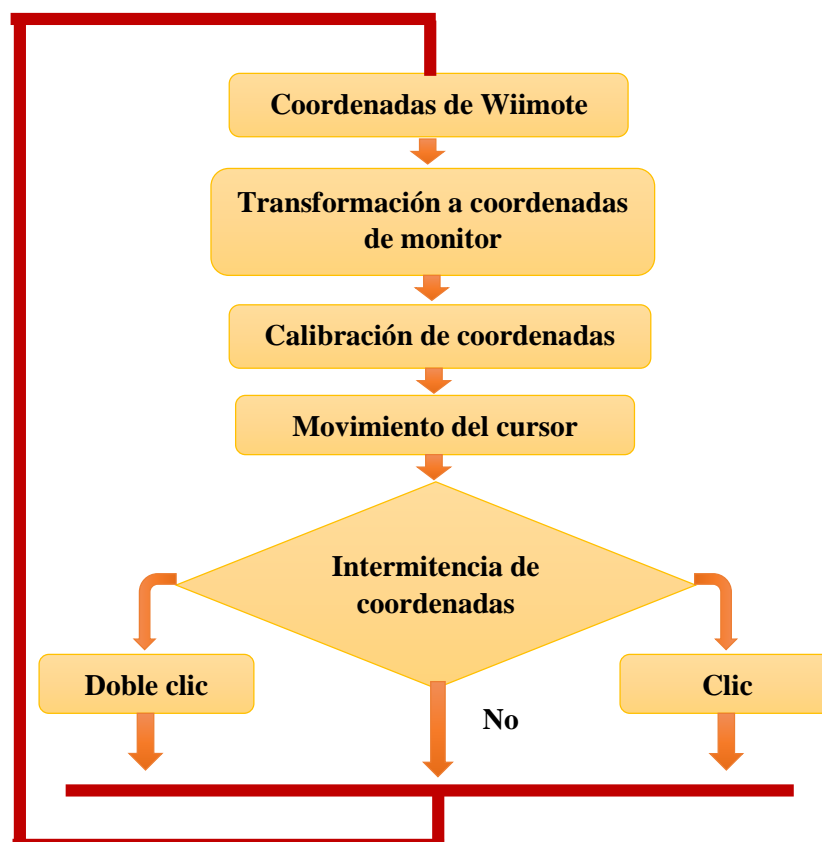 Coordenadas de Wiimote
Transformación a coordenadas
de monitor
Calibración de coordenadas
Movimiento del cursor
Intermitencia de
coordenadas
Doble clic
Clic
No